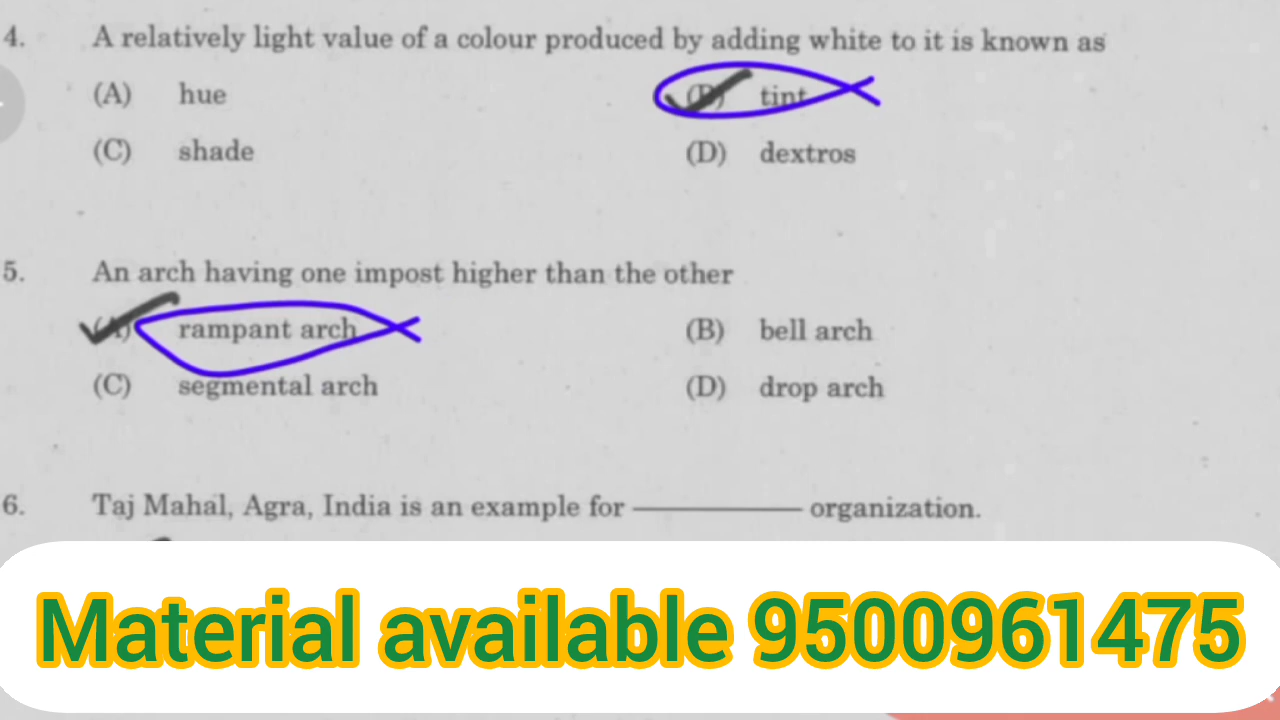 4. A relatively light value of a colour produced by adding white to it is known as
(A) hue (B) tint
(C) shade (D) dextros
5. An arch having one impost higher than the other
(A) rampant arch (B) bell arch
(C) segmental arch (D) drop arch
6. Taj Mahal, Agra, India is an example for ———— organization.
Material available 9500961475